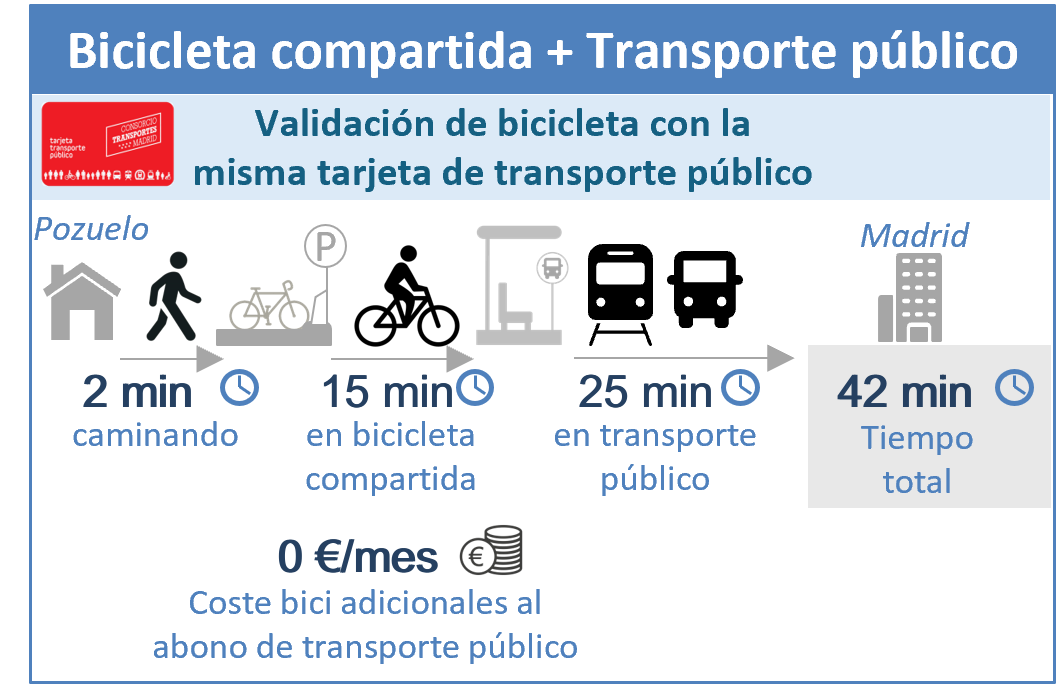 Bicicleta compartida + Transporte público
tarjeta
transporte
público
CONSORCIO
TRANSPORTES
MADRID
Validación de bicicleta con la
misma tarjeta de transporte público
Pozuelo
P
Madrid
2 min
caminando
15 min
en bicicleta
compartida
25 min
en transporte
público
42 min
Tiempo
total
0 €/mes
€
Coste bici adicionales al
abono de transporte público